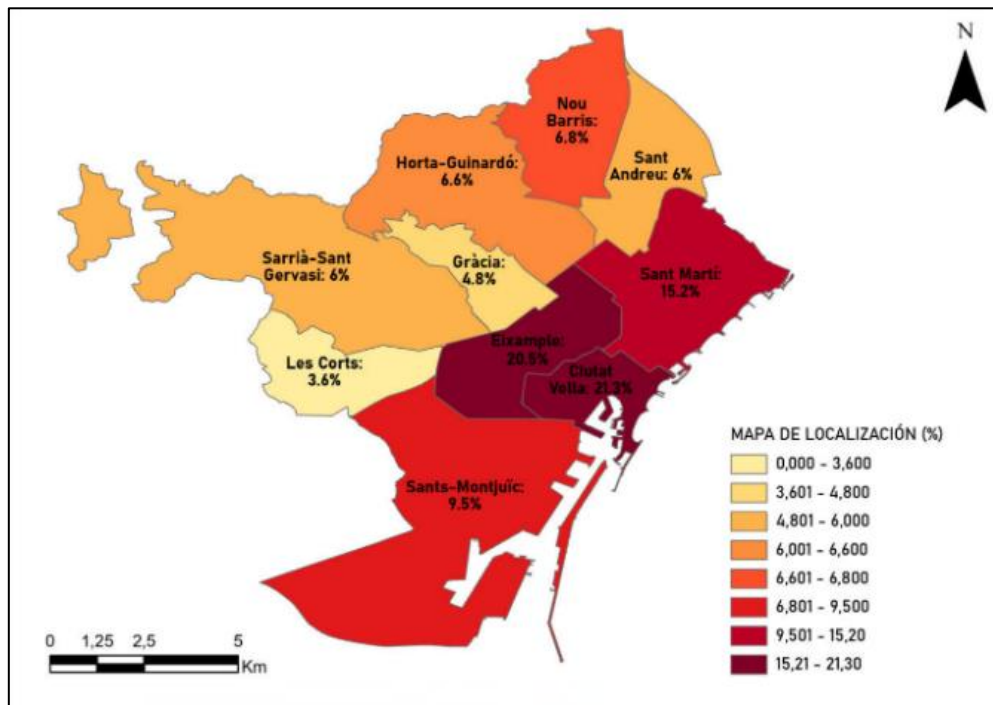 N
Nou
Barris:
6.8%
Horta-Guinardó:
6.6%
Sant
Andreu: 6%
Sarrià-Sant
Gervasi: 6%
Gràcia:
4.8%
Sant Martí:
15.2%
Les Corts:
3.6%
Eixample:
20.5%
Ciutat
Vella: 21.3%
Sants-Montjuïc:
9.5%
MAPA DE LOCALIZACIÓN (%)
0,000 - 3,600
3,601 - 4,800
4,801 - 6,000
6,001 - 6,600
6,601 - 6,800
6,801 - 9,500
9,501 - 15,20
15,21 - 21,30
0 1,25 2,5 5
Km